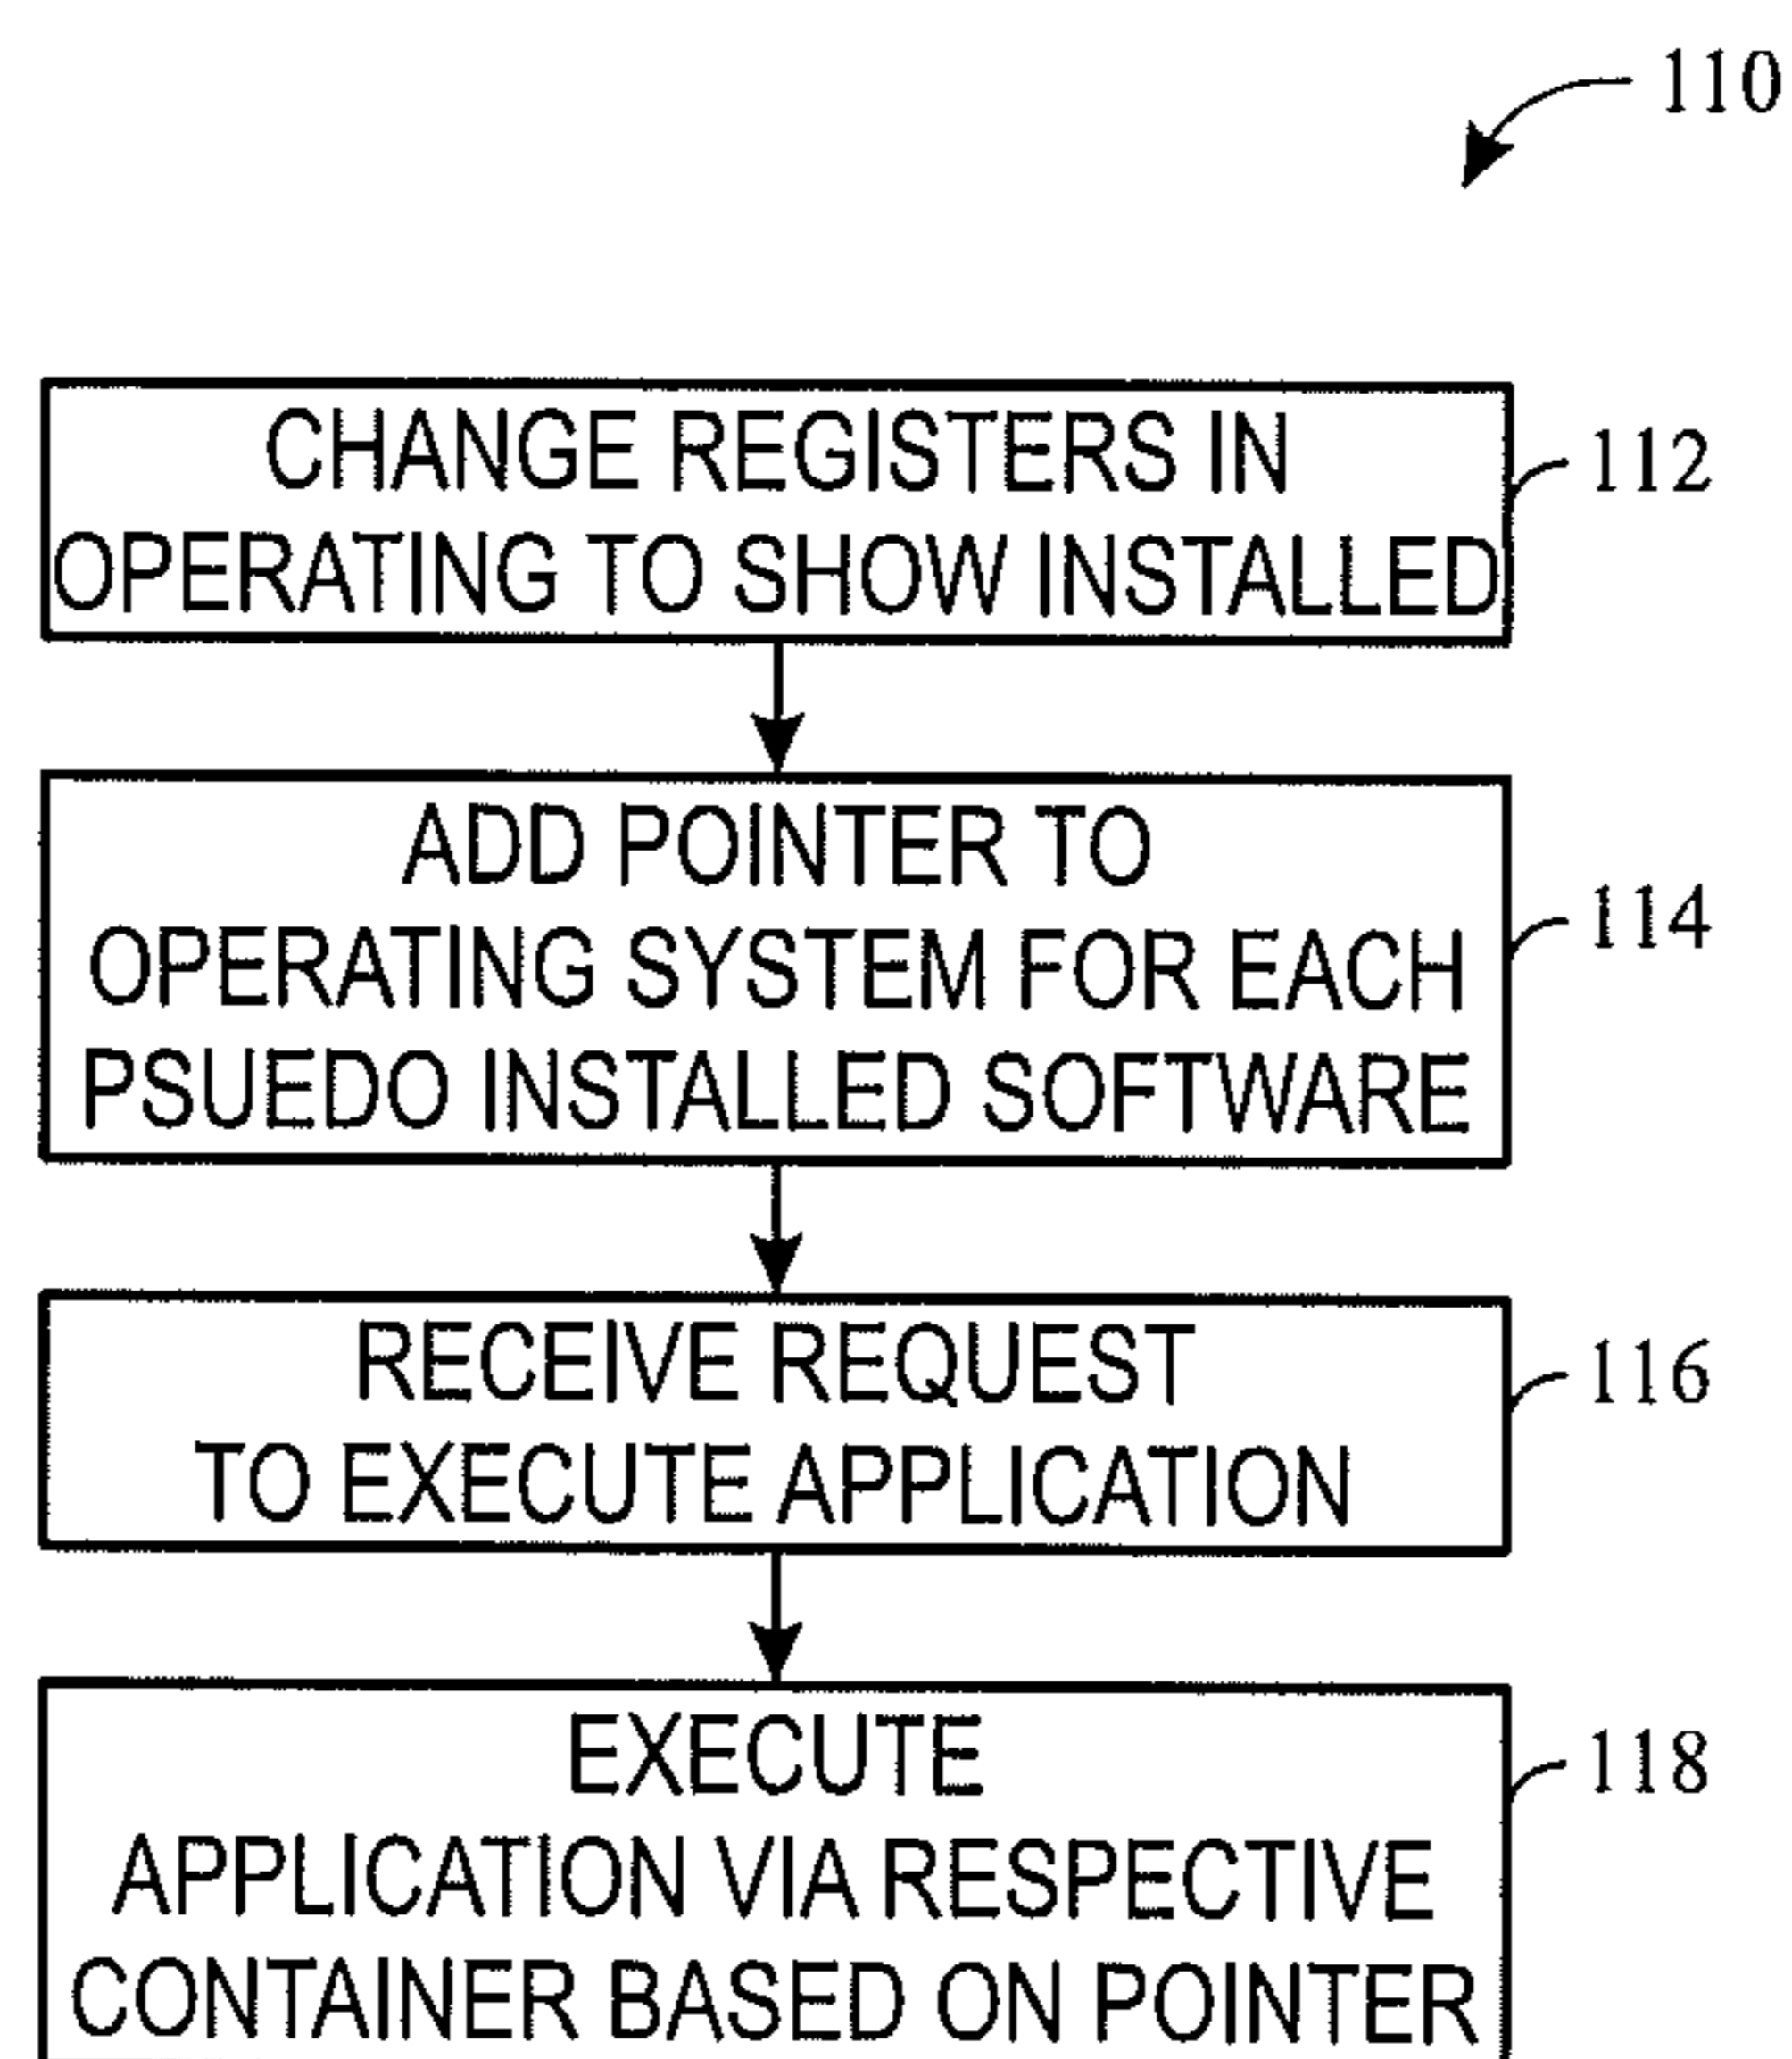 110
CHANGE REGISTERS IN
OPERATING TO SHOW INSTALLED
112
ADD POINTER TO
OPERATING SYSTEM FOR EACH
PSUEDO INSTALLED SOFTWARE
114
RECEIVE REQUEST
TO EXECUTE APPLICATION
116
EXECUTE
APPLICATION VIA RESPECTIVE
CONTAINER BASED ON POINTER
118